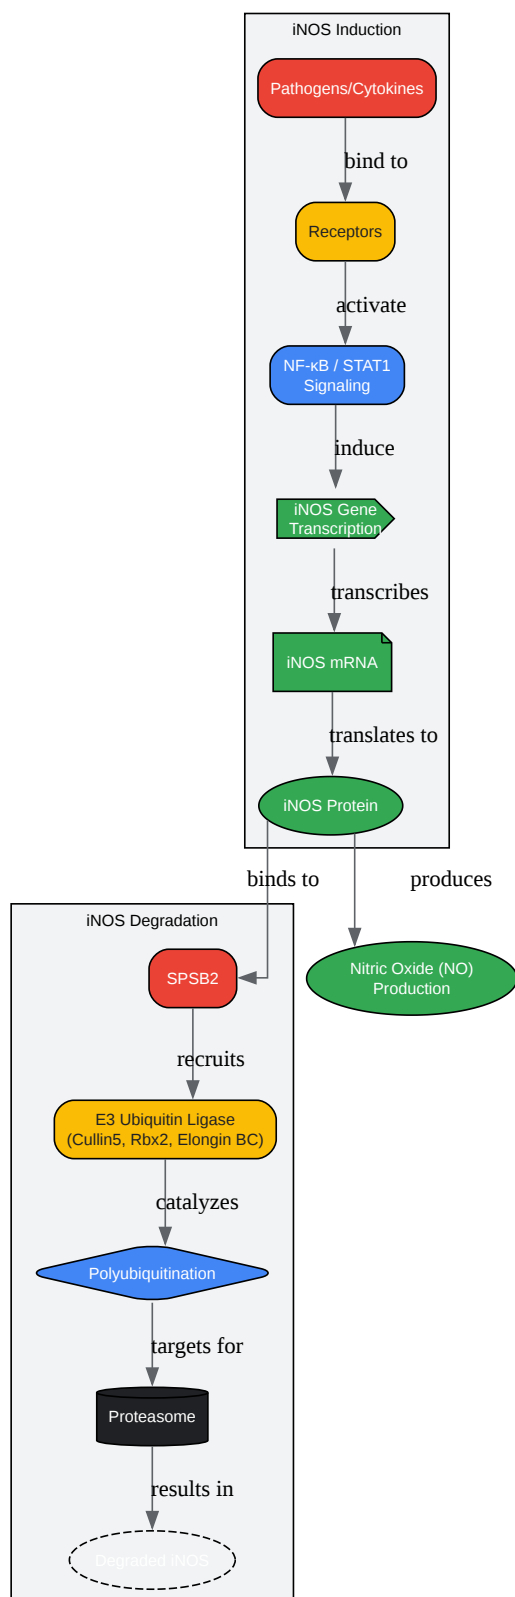 iNOS Induction
Pathogens/Cytokines
bind to
Receptors
activate
NF-κB / STAT1
Signaling
induce
iNOS Gene
Transcription
transcribes
iNOS mRNA
translates to
iNOS Protein
binds to
produces
iNOS Degradation
SPSB2
Nitric Oxide (NO)
Production
recruits
E3 Ubiquitin Ligase
(Cullin5, Rbx2, Elongin BC)
catalyzes
Polyubiquitination
targets for
Proteasome
results in
Degraded iNOS